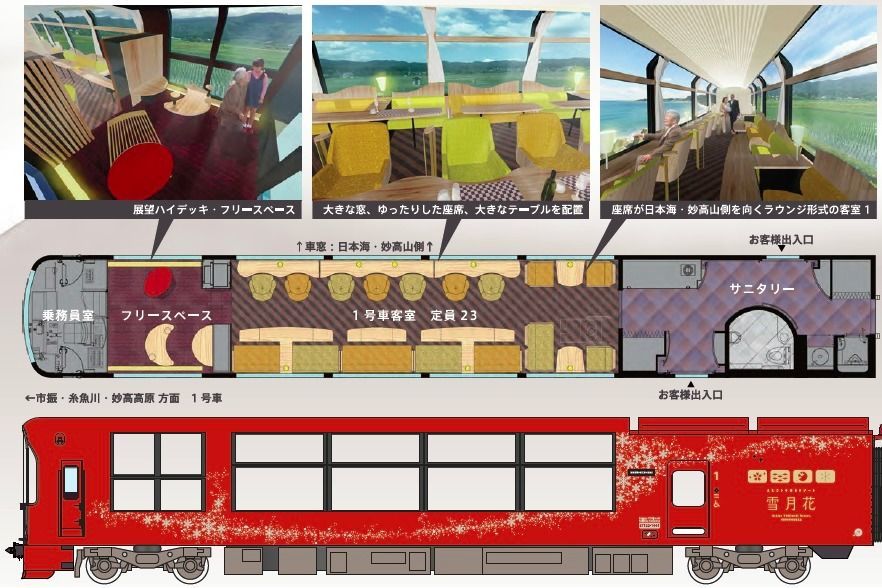 展望ハイデッキ・フリースペース
大きな窓、ゆったりした座席、大きなテーブルを配置
座席が日本海・妙高山側を向くラウンジ形式の客室1
↑車窓：日本海・妙高山側↑
お客様出入口
乗務員室
フリースペース
1号車客室 定員23
サニタリー
←市振・糸魚川・妙高高原 方面 1号車
お客様出入口
1
雪月花